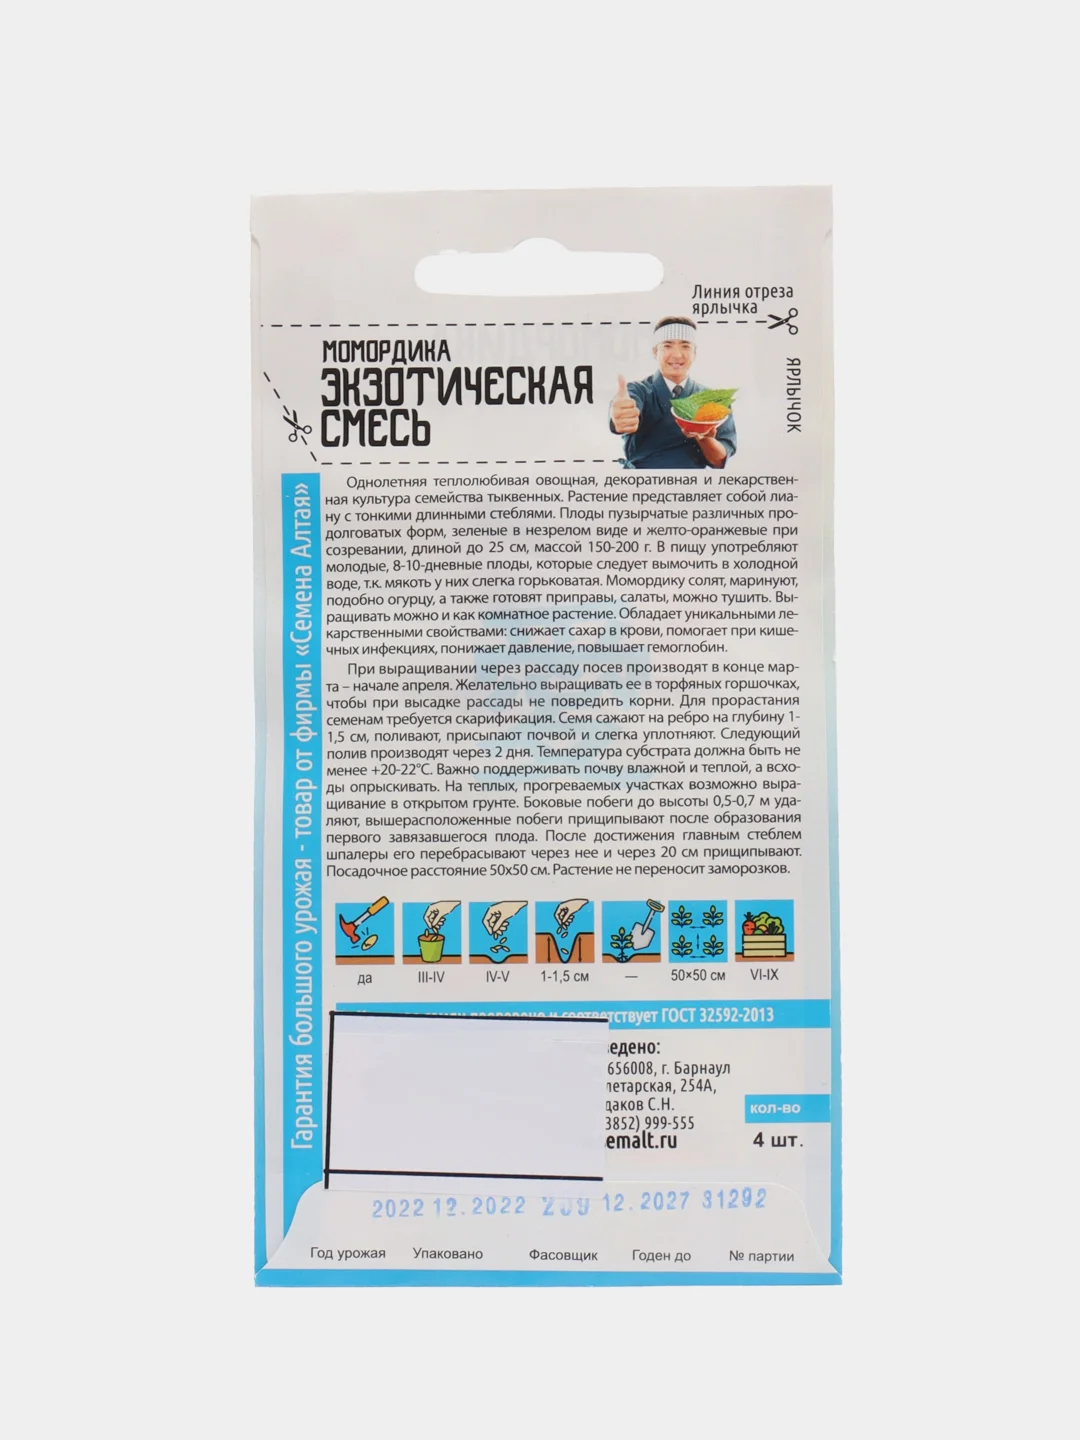 Линия отреза
ярлычка
ЯРЛЫЧОК
МОМОРДИКА
ЭКЗОТИЧЕСКАЯ
СМЕСЬ
Гарантия большого урожая - товар от фирмы «Семена Алтая»
Однолетняя теплолюбивая овощная, декоративная и лекарствен-
ная культура семейства тыквенных. Растение представляет собой лиа-
ну с тонкими длинными стеблями. Плоды пузырчатые различных про-
долговатых форм, зеленые в незрелом виде и желто-оранжевые при
созревании, длиной до 25 см, массой 150-200 г. В пищу употребляют
молодые, 8-10-дневные плоды, которые следует вымочить в холодной
воде, т.к. мякоть у них слегка горьковатая. Момордику солят, маринуют,
подобно огурцу, а также готовят приправы, салаты, можно тушить. Вы-
ращивать можно и как комнатное растение. Обладает уникальными ле-
карственными свойствами: снижает сахар в крови, помогает при кише-
чных инфекциях, понижает давление, повышает гемоглобин.
При выращивании через рассаду посев производят в конце мар-
та – начале апреля. Желательно выращивать ее в торфяных горшочках,
чтобы при высадке рассады не повредить корни. Для прорастания
семенам требуется скарификация. Семя сажают на ребро на глубину 1-
1,5 см, поливают, присыпают почвой и слегка уплотняют. Следующий
полив производят через 2 дня. Температура субстрата должна быть не
менее +20-22°С. Важно поддерживать почву влажной и теплой, а всхо-
ды опрыскивать. На теплых, прогреваемых участках возможно выра-
щивание в открытом грунте. Боковые побеги до высоты 0,5-0,7 м уда-
ляют, вышерасположенные побеги прищипывают после образования
первого завязавшегося плода. После достижения главным стеблем
шпалеры его перебрасывают через нее и через 20 см прищипывают.
Посадочное расстояние 50х50 см. Растение не переносит заморозков.
да III-IV IV-V 1-1,5 см — 50×50 см VI-IX
соответствует ГОСТ 32592-2013
едено:
656008, г. Барнаул
летарская, 254А,
даков С.Н.
3852) 999-555
emalt.ru
кол-во
4 шт.
2022 12.2022 209 12.2027 31292
Год урожая Упаковано Фасовщик Годен до № партии